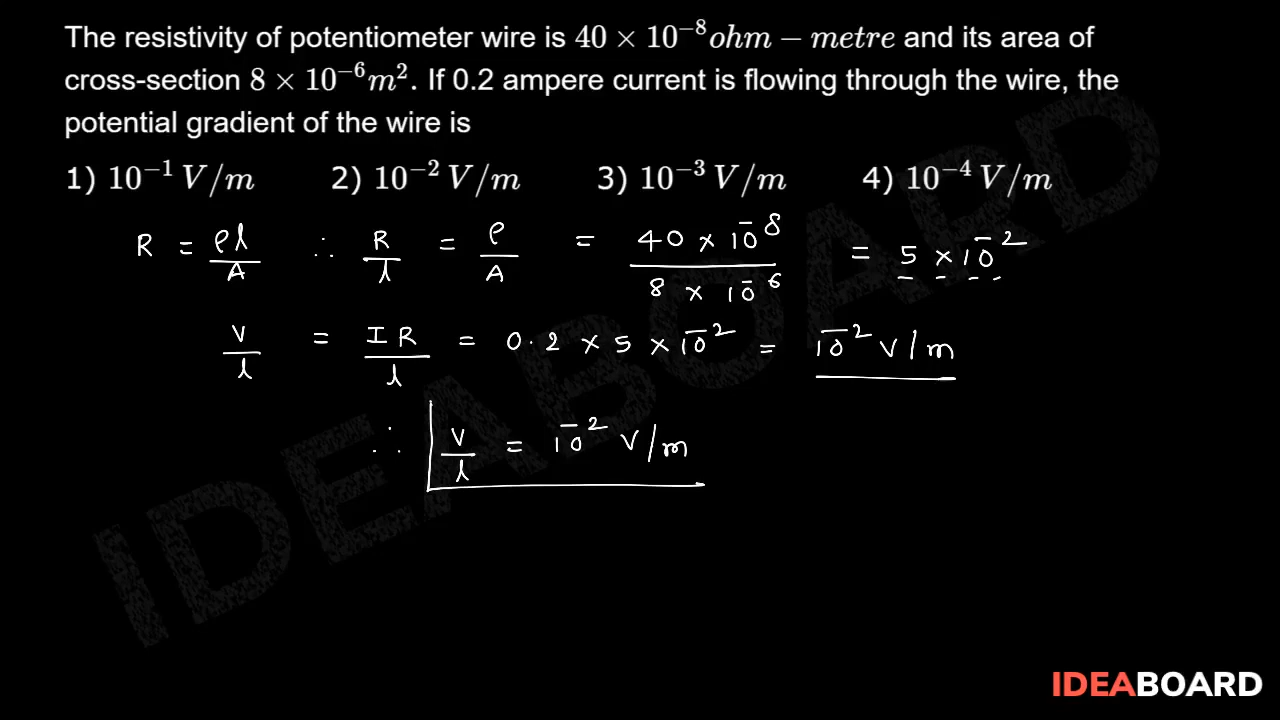 The resistivity of potentiometer wire is 40 × 10⁻⁸ ohm − metre and its area of
cross-section 8 × 10⁻⁶ m². If 0.2 ampere current is flowing through the wire, the
potential gradient of the wire is
1) 10⁻¹ V/m 2) 10⁻² V/m 3) 10⁻³ V/m 4) 10⁻⁴ V/m
R = ρl/A ∴ R/l = ρ/A = 40 × 10⁻⁸ / 8 × 10⁻⁶ = 5 × 10⁻²
V/l = IR/l = 0.2 × 5 × 10⁻² = 10⁻² V/m
∴ V/l = 10⁻² V/m
IDEABOARD
IDEABOARD